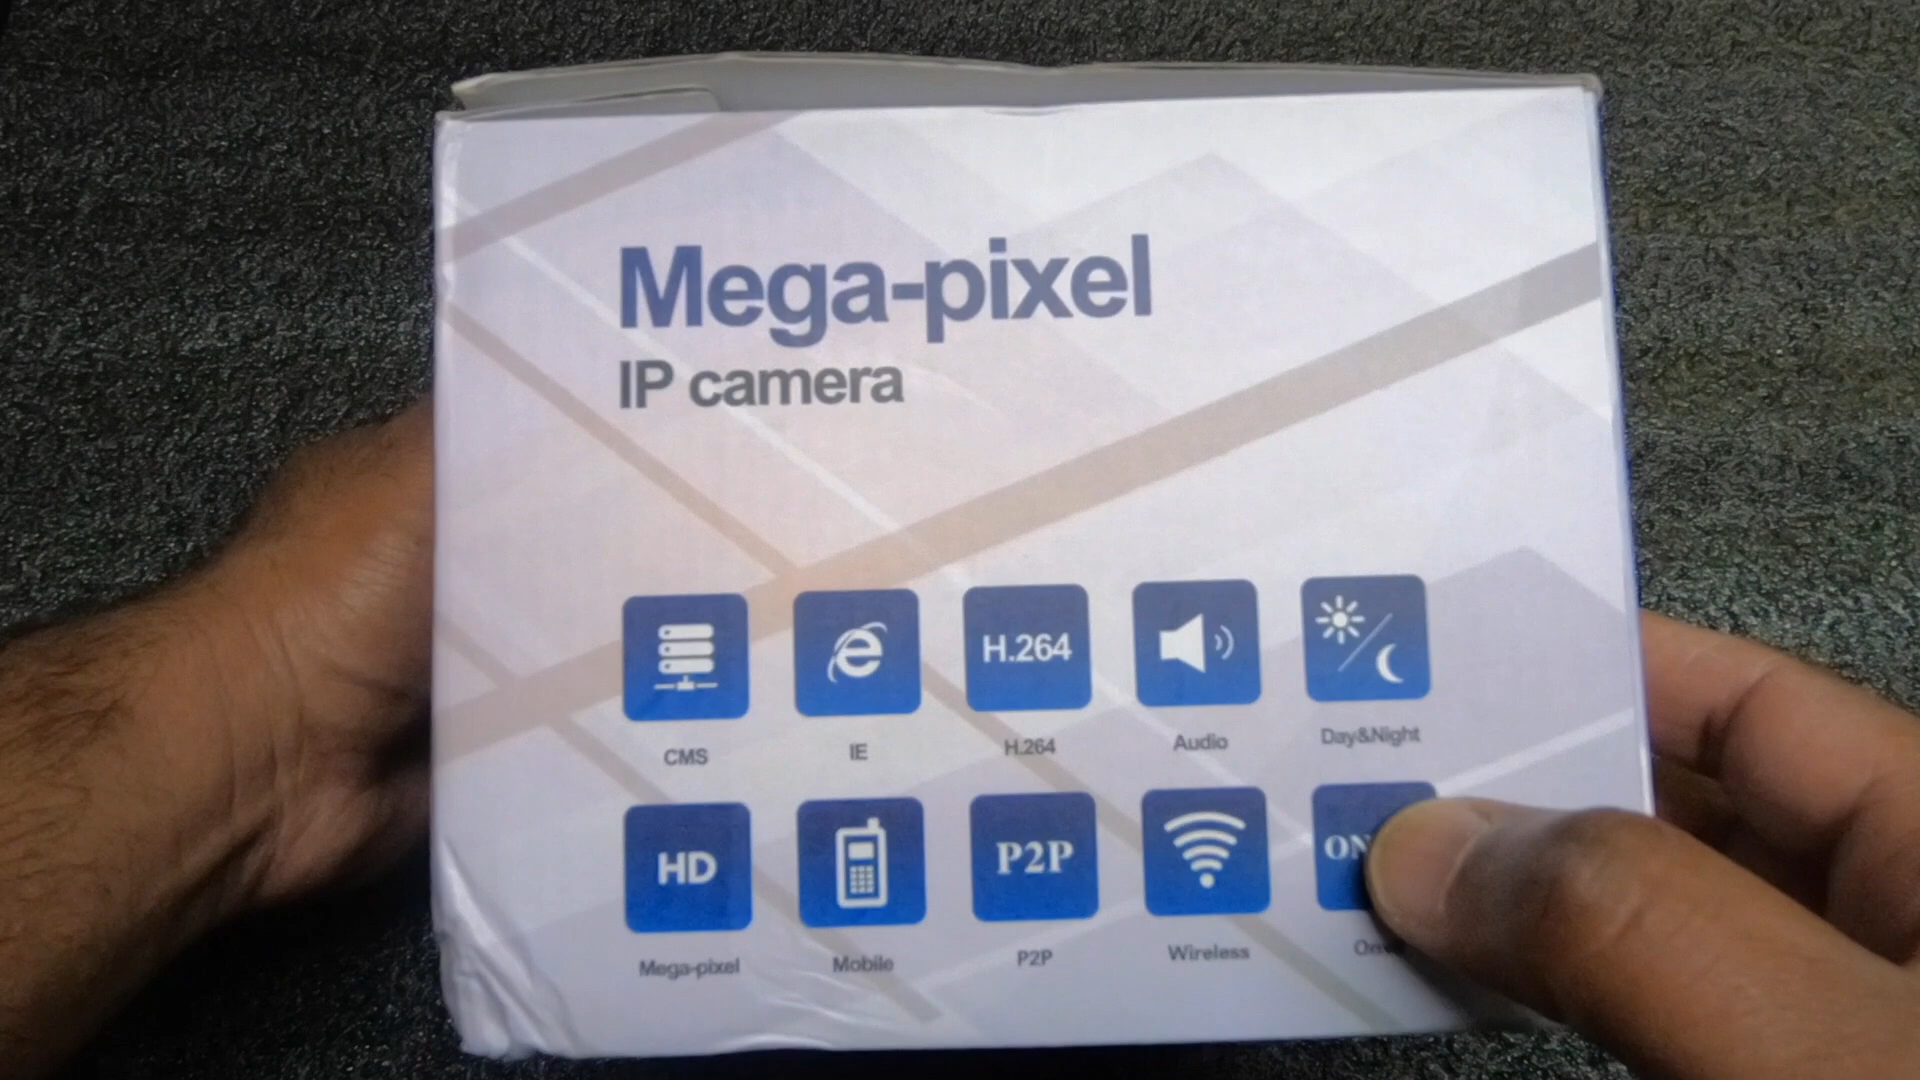 Mega-pixel
IP camera
H.264
CMS IE H.264 Audio Day&Night
HD P2P
Mega-pixel Mobile P2P Wireless